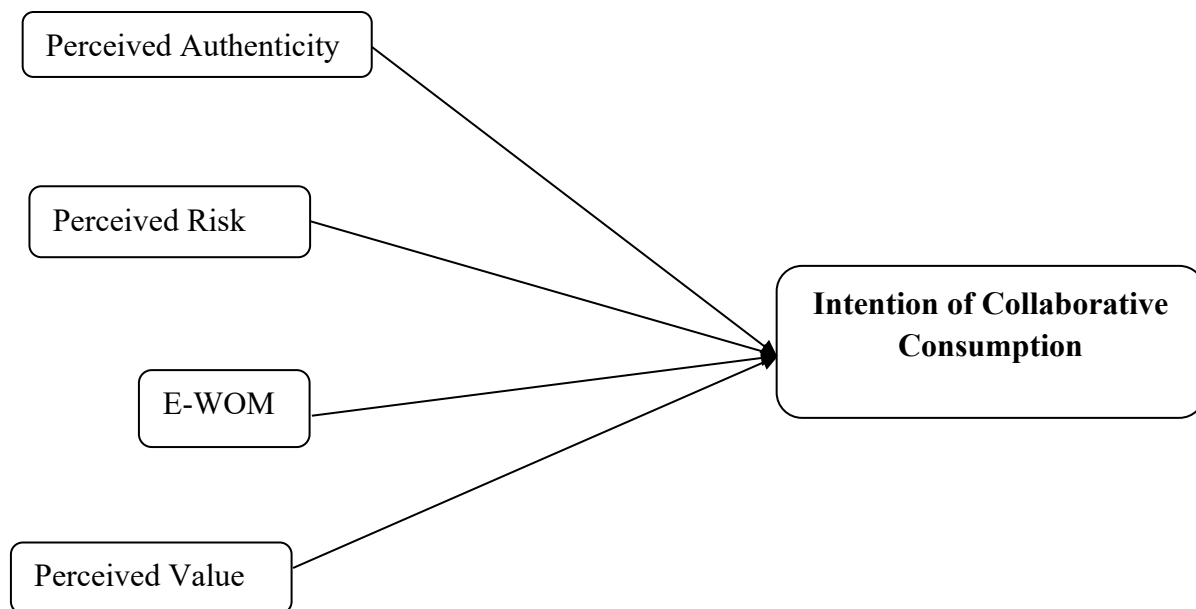 Perceived Authenticity
Perceived Risk
Intention of Collaborative
Consumption
E-WOM
Perceived Value